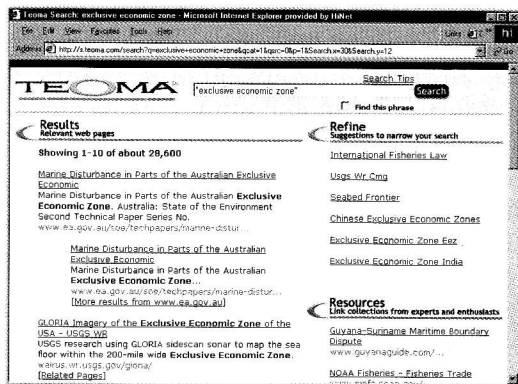 Teoma Search: exclusive economic zone - Microsoft Internet Explorer provided by HiNet
File Edit View Favorites Tools Help
Links
Address http://s.teoma.com/search?q=exclusive+economic+zone&qcat=1&qsrc=0&p=1&Search.x=30&Search.y=12
Go
Search Tips
TEOMA
"exclusive economic zone"
Search
Find this phrase
Results
Relevant web pages
Showing 1-10 of about 28,600
Marine Disturbance in Parts of the Australian Exclusive
Economic
Marine Disturbance in Parts of the Australian Exclusive
Economic Zone. Australia: State of the Environment
Second Technical Paper Series No.
www.ea.gov.au/soe/techpapers/marine-distur...
Marine Disturbance in Parts of the Australian
Exclusive Economic
Marine Disturbance in Parts of the Australian
Exclusive Economic Zone...
www.ea.gov.au/soe/techpapers/marine-distur...
[More results from www.ea.gov.au]
GLORIA Imagery of the Exclusive Economic Zone of the
USA - USGS WR
USGS research using GLORIA sidescan sonar to map the sea
floor within the 200-mile wide Exclusive Economic Zone.
walrus.wr.usgs.gov/gloria/
[Related Pages]
Refine
Suggestions to narrow your search
International Fisheries Law
Usgs Wr Cmg
Seabed Frontier
Chinese Exclusive Economic Zones
Exclusive Economic Zone Eez
Exclusive Economic Zone India
Resources
Link collections from experts and enthusiasts
Guyana-Suriname Maritime Boundary
Dispute
www.guyanaguide.com/...
NOAA Fisheries - Fisheries Trade